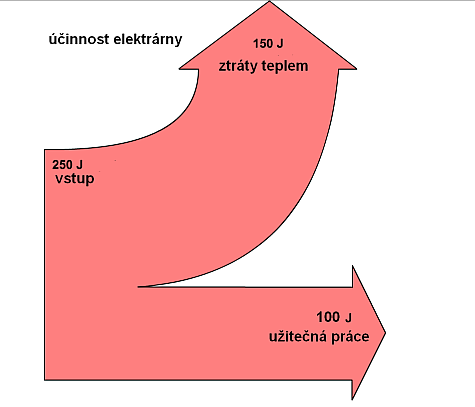 účinnost elektrárny
150 J
ztráty teplem
250 J
vstup
100 J
užitečná práce